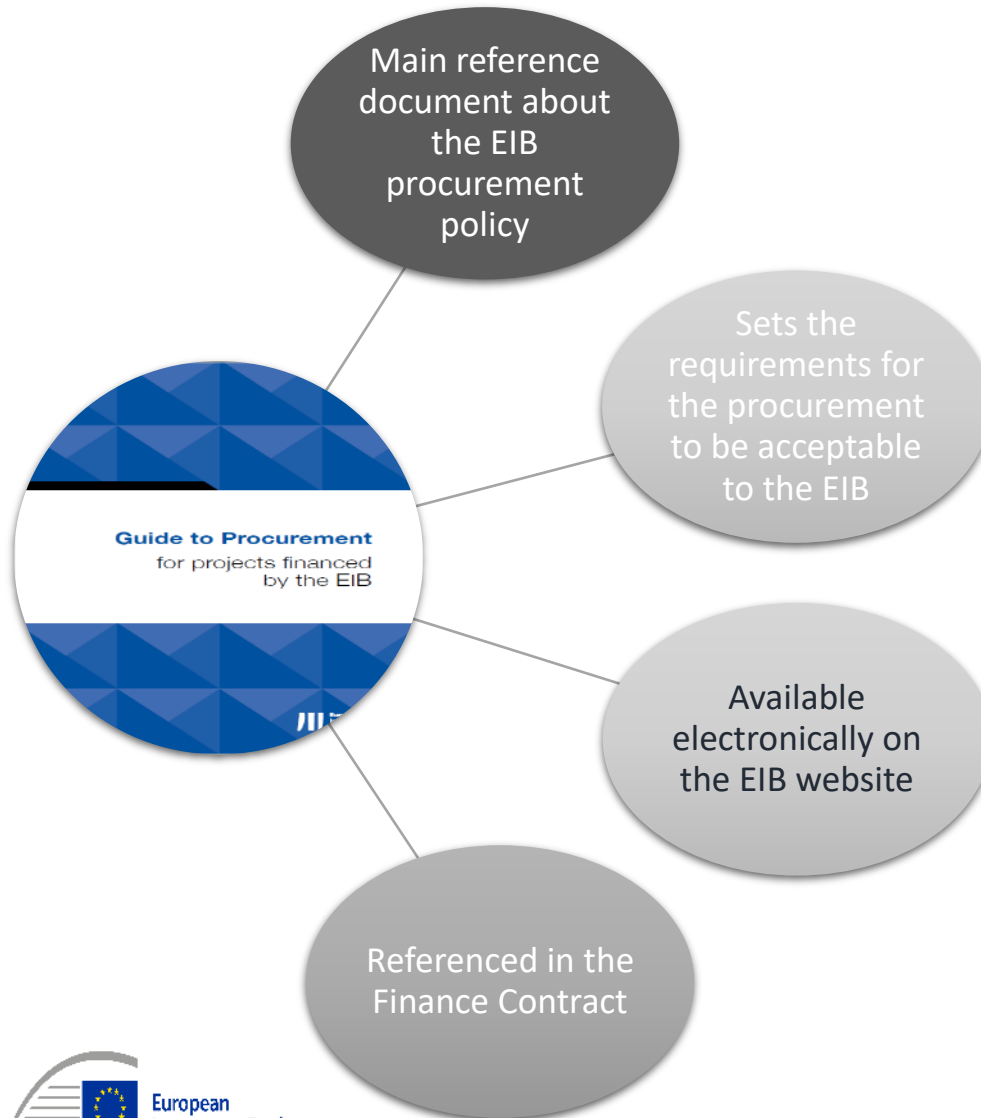 Main reference
document about
the EIB
procurement
policy
Sets the
requirements for
the procurement
to be acceptable
to the EIB
Guide to Procurement
for projects financed
by the EIB
Available
electronically on
the EIB website
Referenced in the
Finance Contract
European